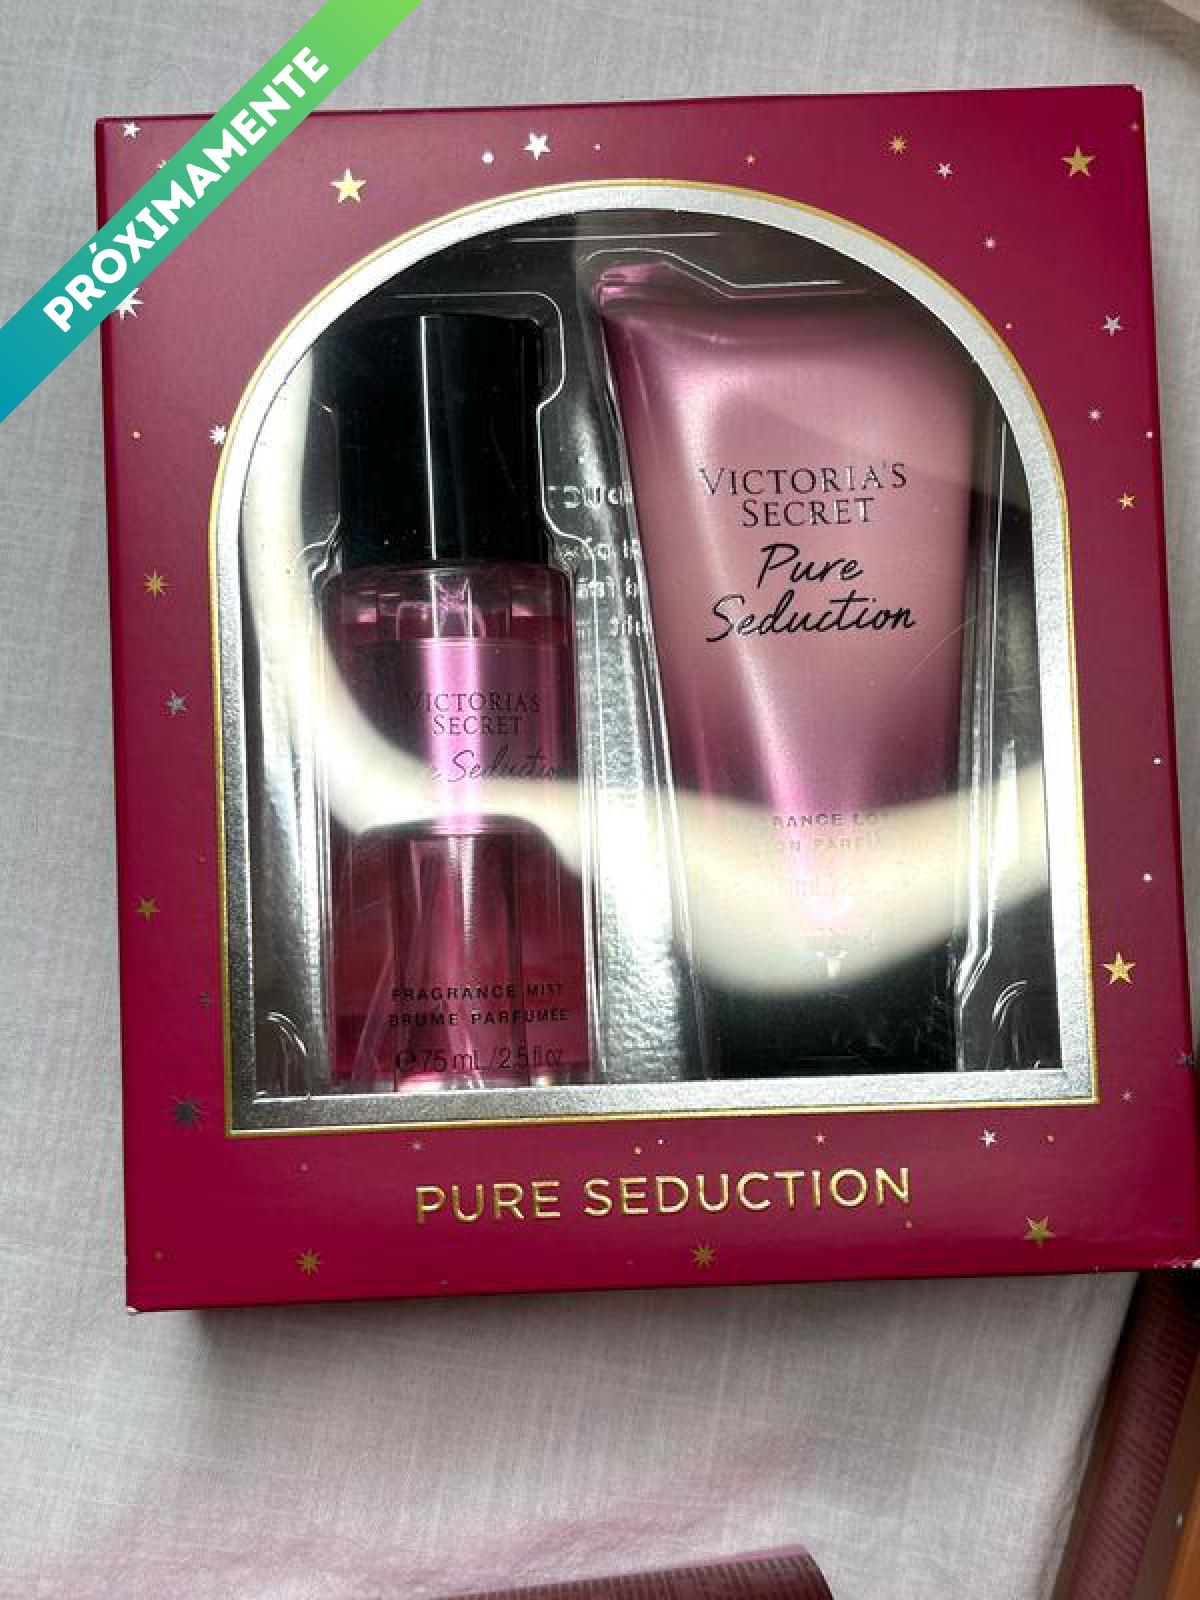 PRÓXIMAMENTE
VICTORIA'S
SECRET
Pure
Seduction
VICTORIA'S
SECRET
Seduction
FRAGRANCE MIST
BRUME PARFUMÉE
℮ 75 mL/2.5 fl oz
PURE SEDUCTION